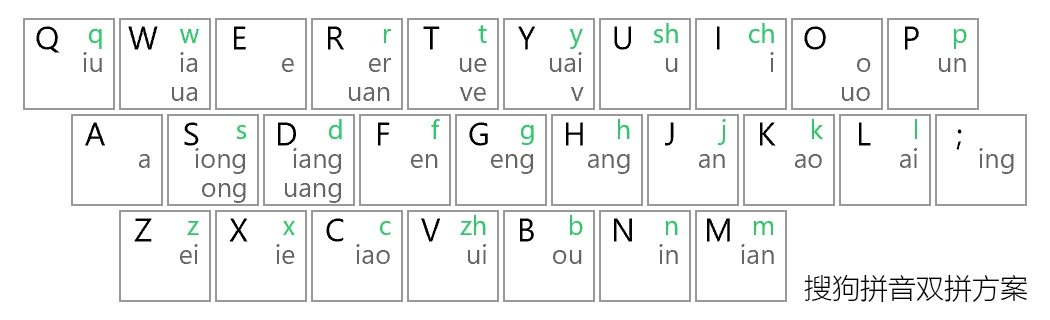 Q q W w E R r T t Y y U sh I ch O P p
iu ia e er ue uai u i o un
ua uan ve v uo
A S s D d F f G g H h J j K k L l ;
a iong iang en eng ang an ao ai ing
ong uang
Z z X x C c V zh B b N n M m
ei ie iao ui ou in ian
搜狗拼音双拼方案